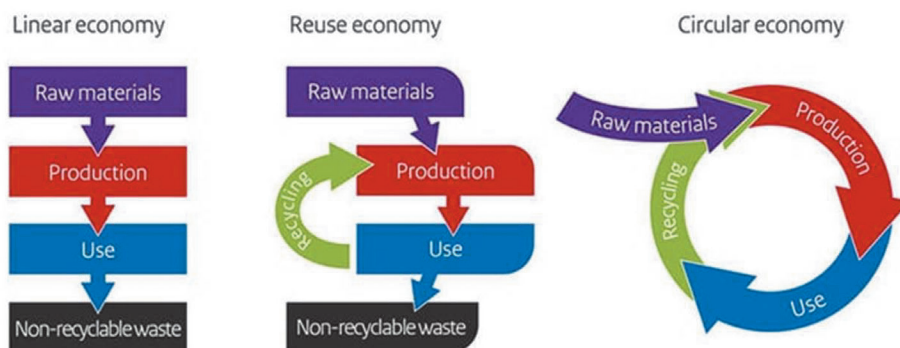 Linear economy
Raw materials
Production
Use
Non-recyclable waste
Reuse economy
Raw materials
Production
Recycling
Use
Non-recyclable waste
Circular economy
Raw materials
Production
Recycling
Use